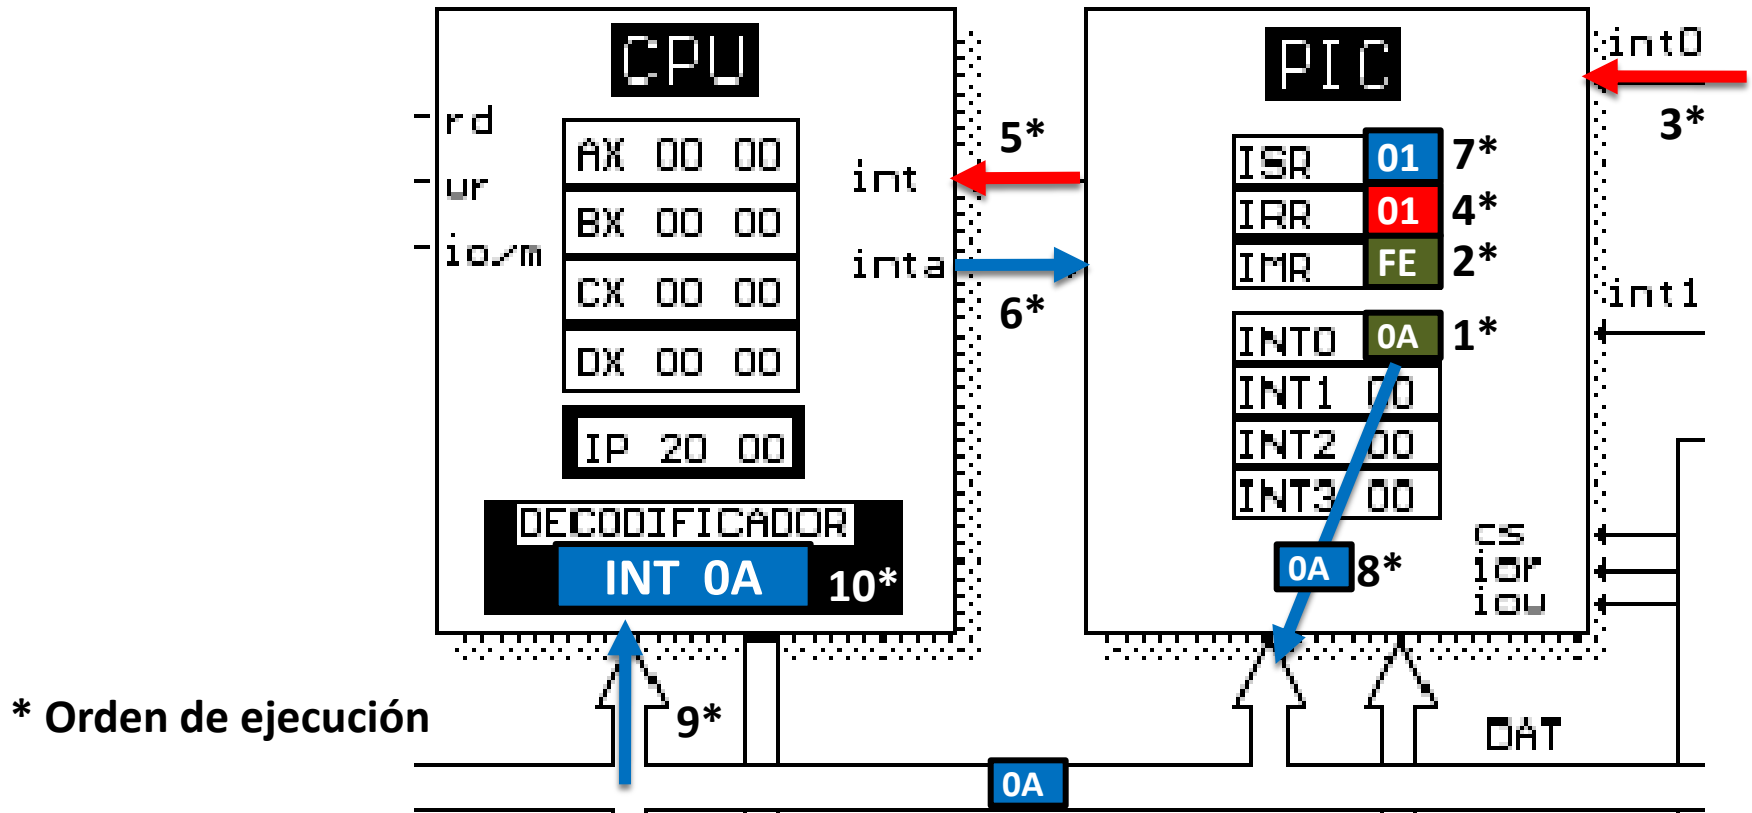 CPU
rd
wr
io/m
AX 00 00
BX 00 00
CX 00 00
DX 00 00
IP 20 00
int
inta
DECODIFICADOR
INT 0A
10*
5*
6*
PIC
ISR 01 7*
IRR 01 4*
IMR FE 2*
INT0 0A 1*
INT1 00
INT2 00
INT3 00
0A 8*
int0
3*
int1
cs
ior
iow
* Orden de ejecución
9*
DAT
0A